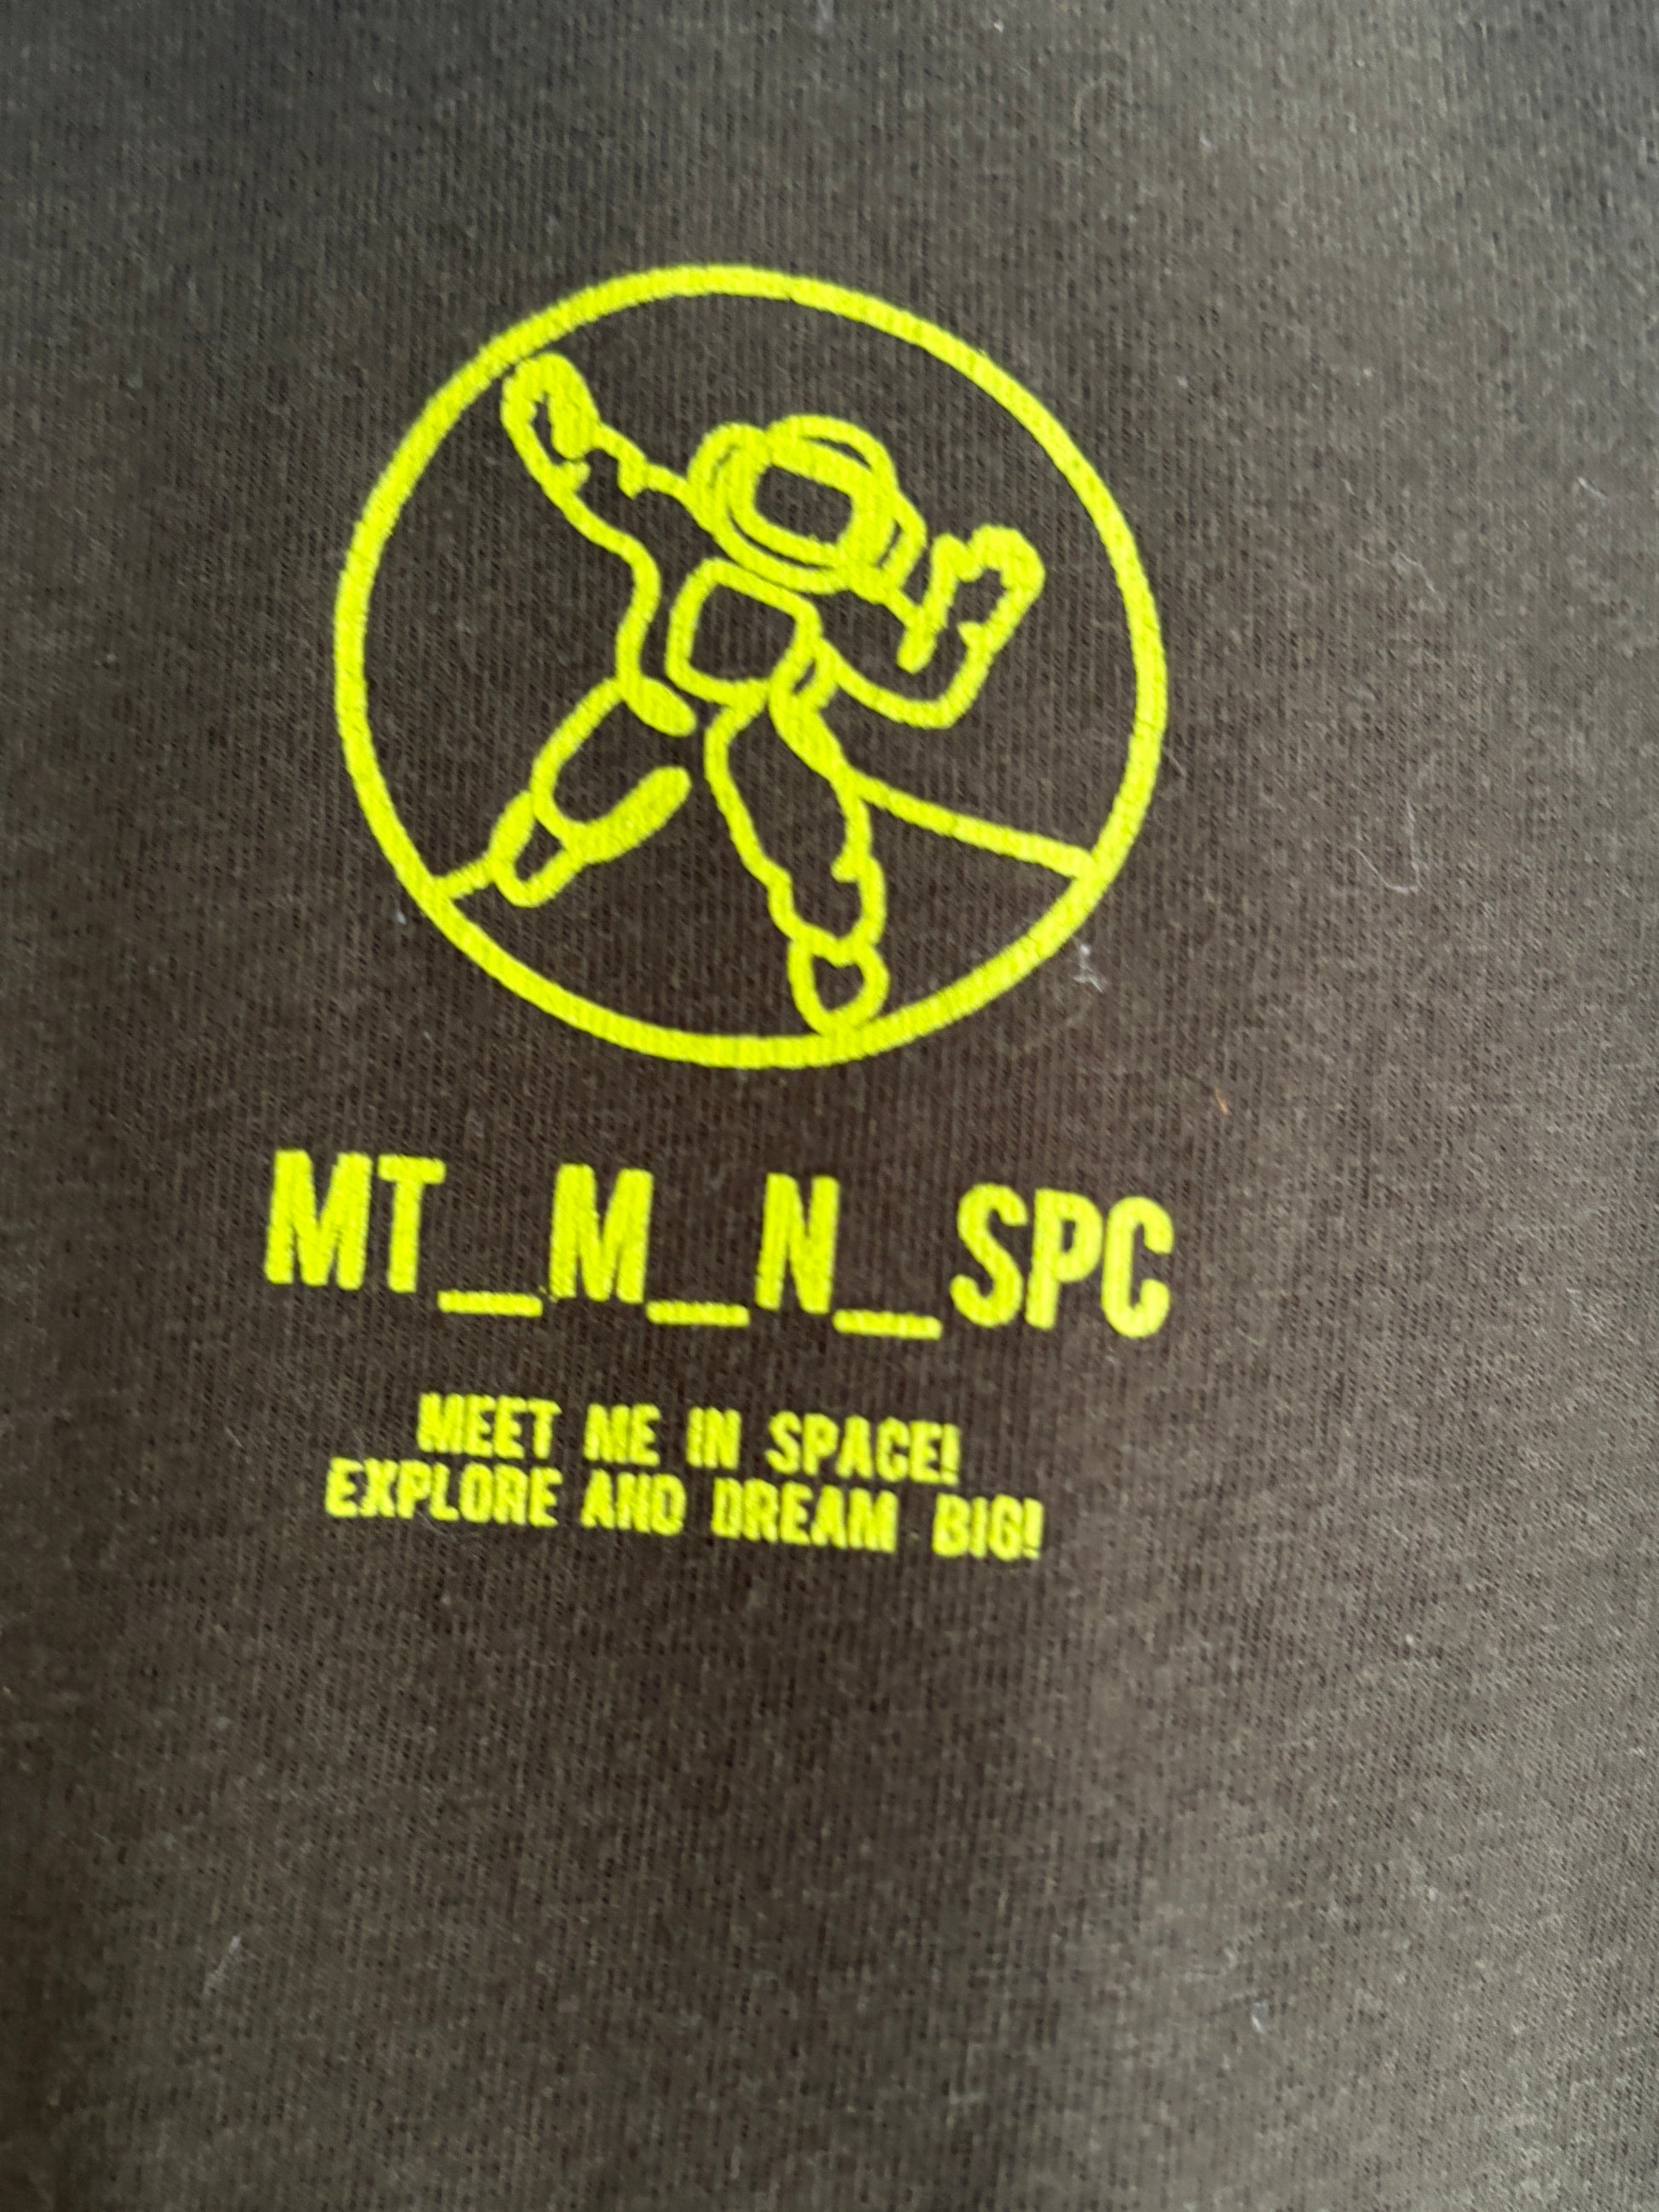 MT_M_N_SPC
MEET ME IN SPACE!
EXPLORE AND DREAM BIG!